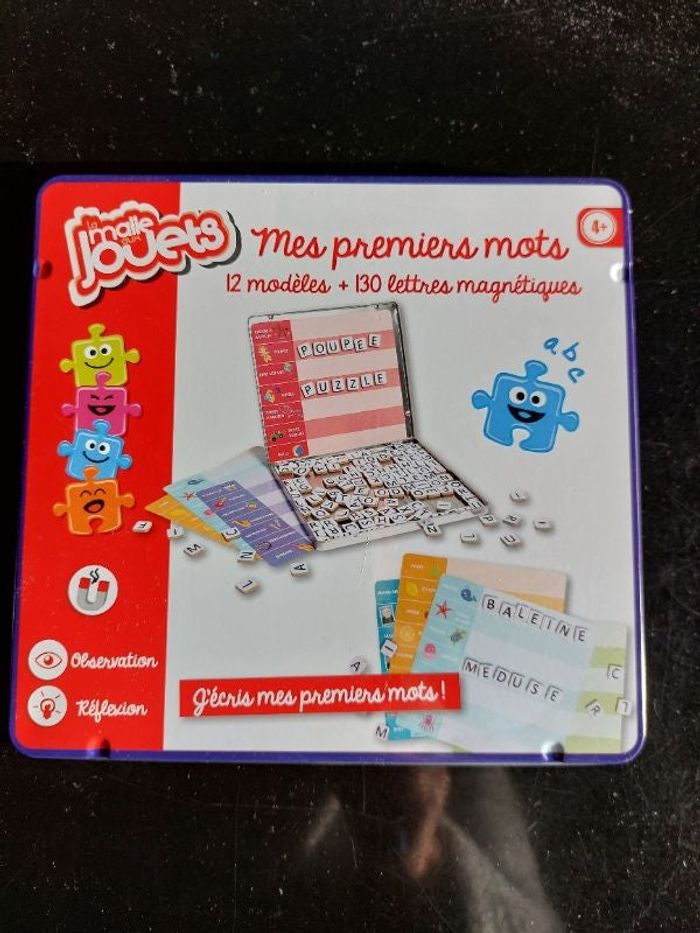 La
malle
aux
Jouets
4+
Mes premiers mots
12 modèles + 130 lettres magnétiques
a b c
POUPÉE
PUZZLE
BALEINE
MEDUSE
Observation
Réflexion
J'écris mes premiers mots !